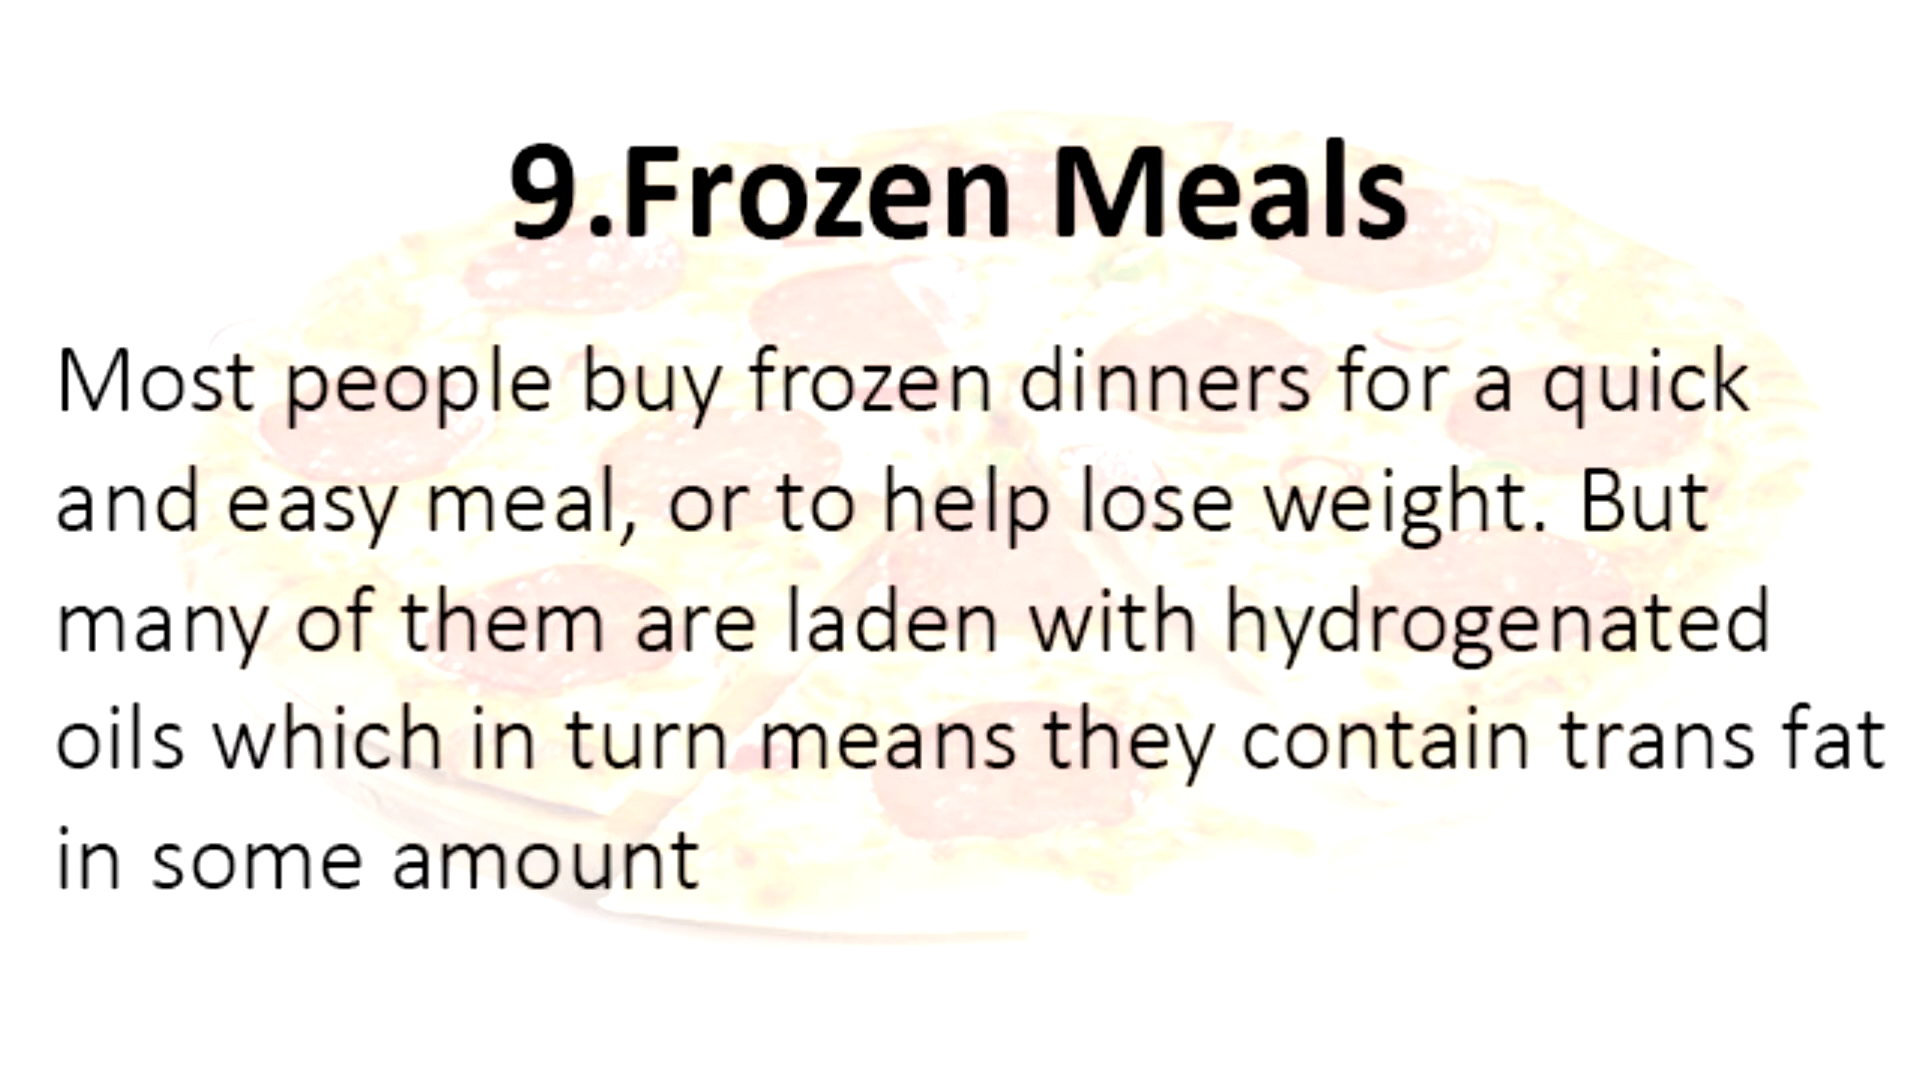 9.Frozen Meals
Most people buy frozen dinners for a quick
and easy meal, or to help lose weight. But
many of them are laden with hydrogenated
oils which in turn means they contain trans fat
in some amount